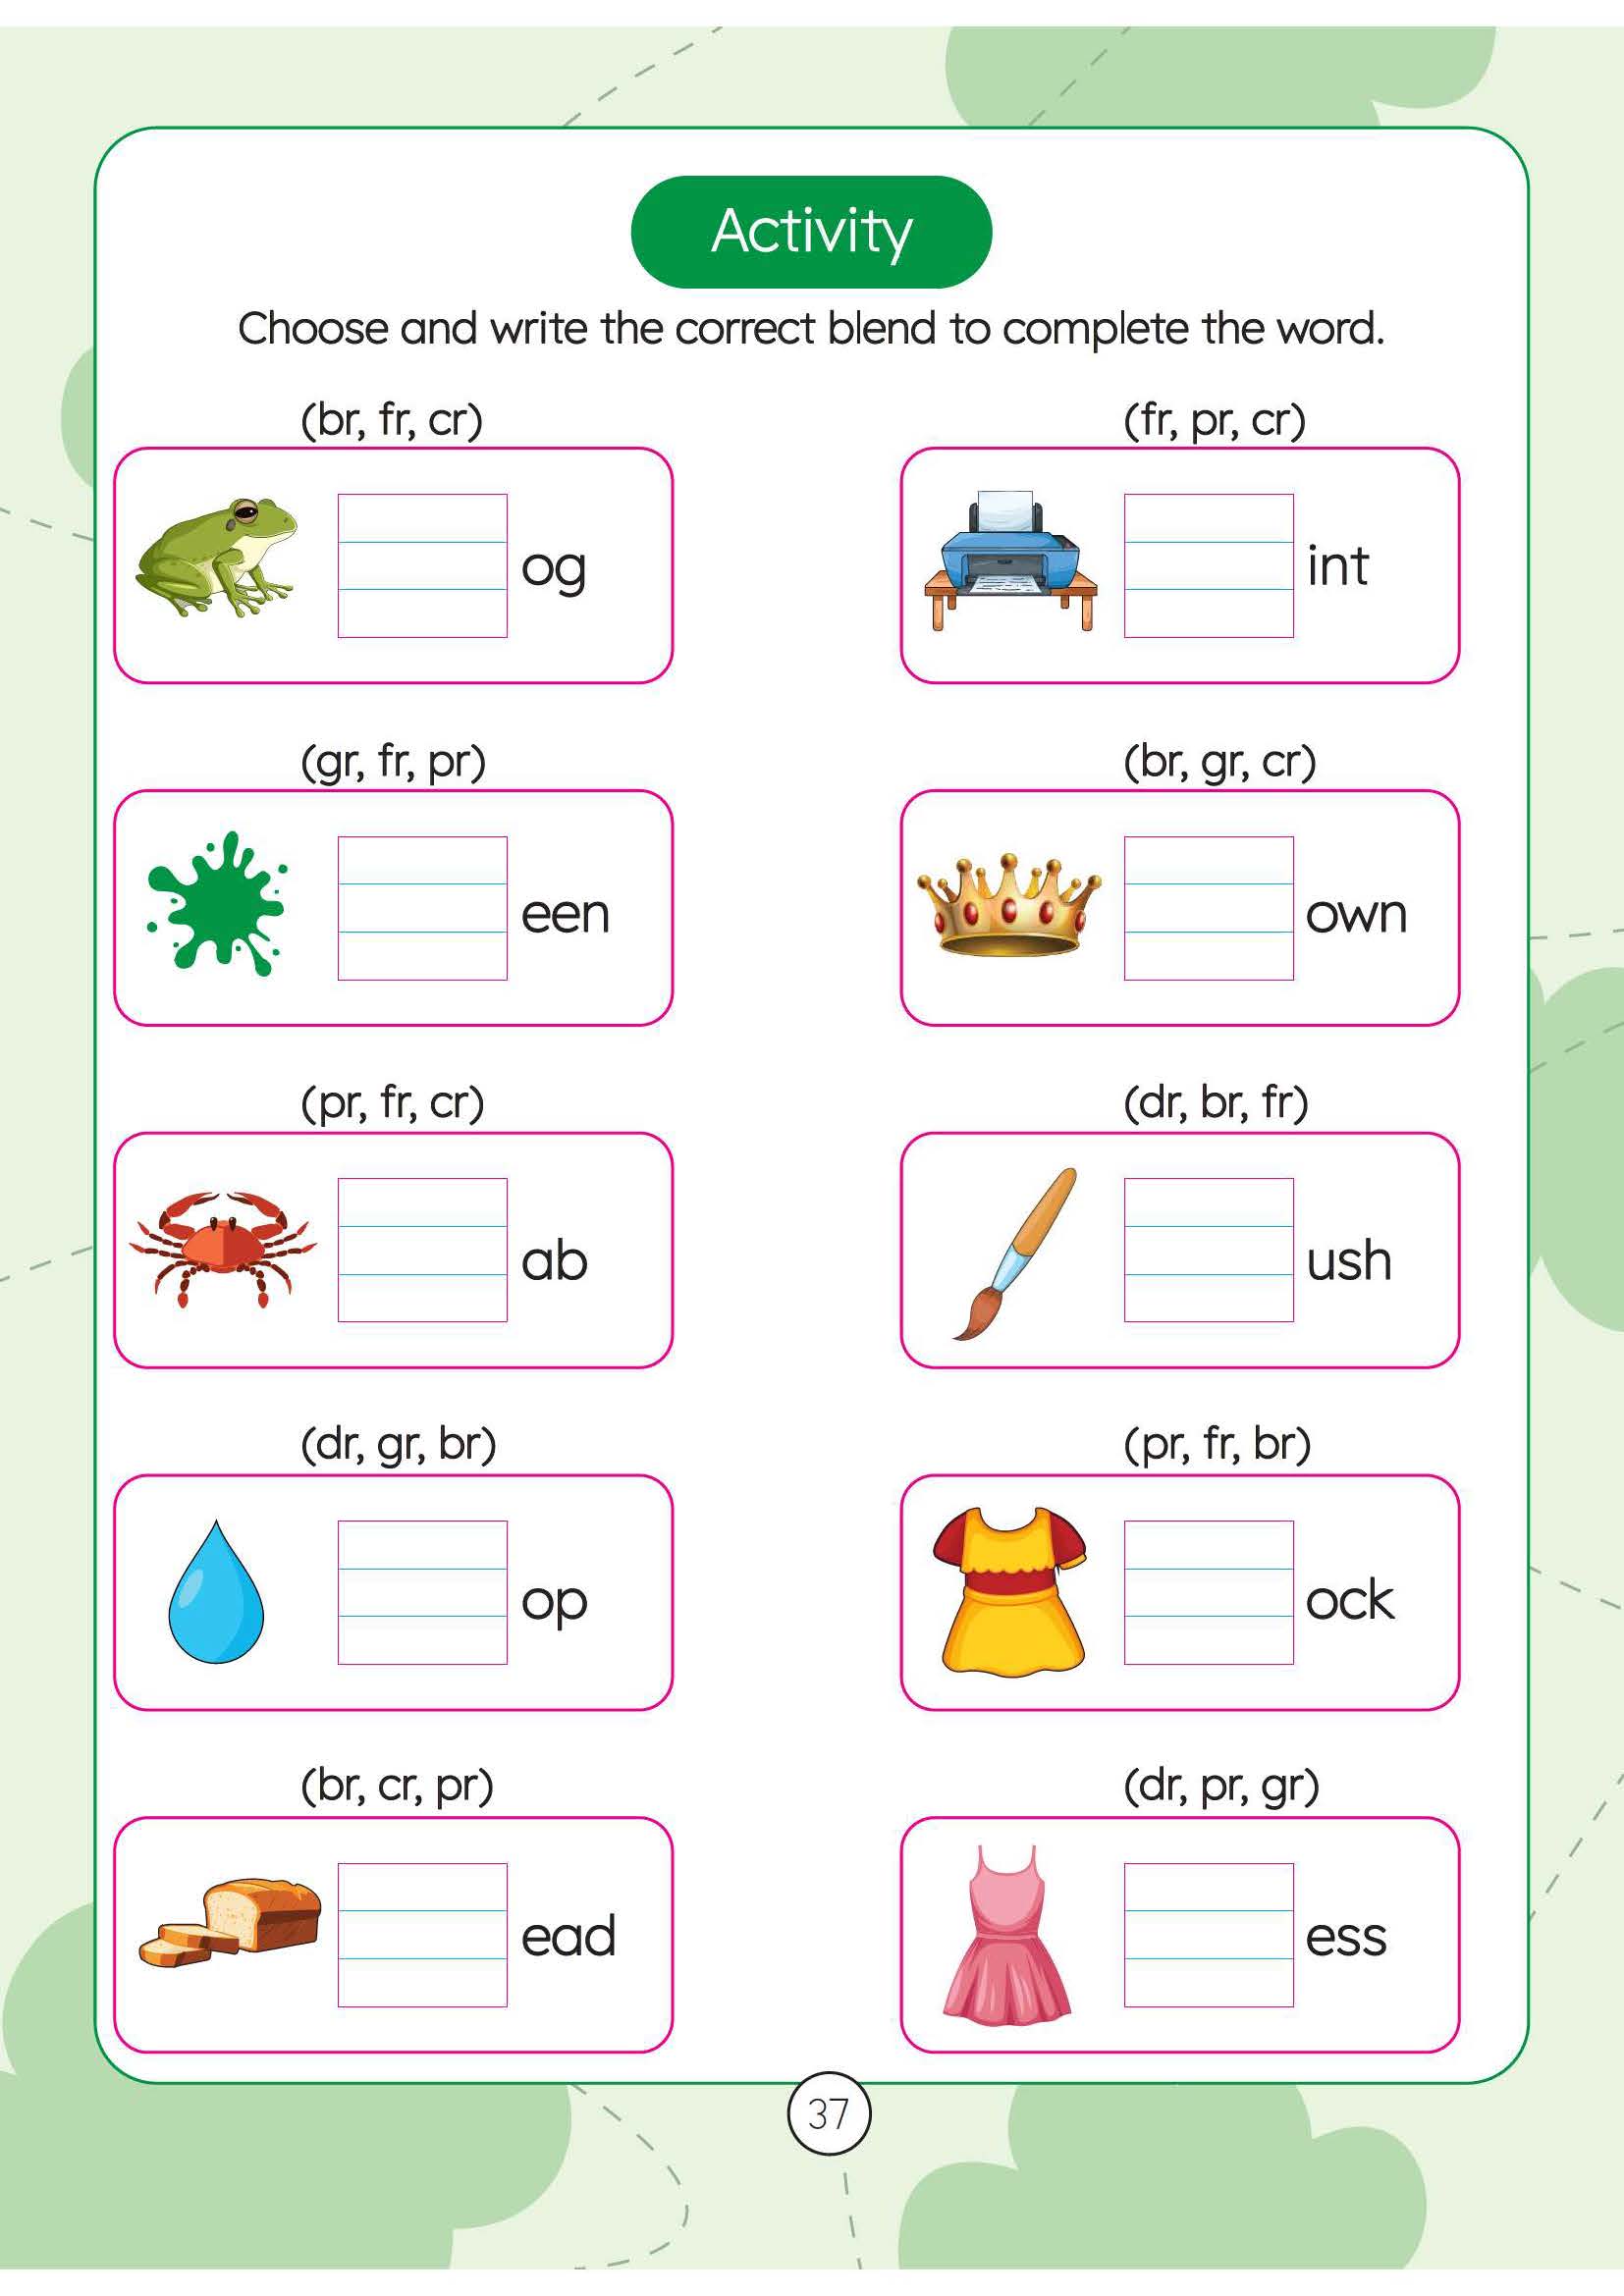 Activity
Choose and write the correct blend to complete the word.
(br, fr, cr)
og
(fr, pr, cr)
int
(gr, fr, pr)
een
(br, gr, cr)
own
(pr, fr, cr)
ab
(dr, br, fr)
ush
(dr, gr, br)
op
(pr, fr, br)
ock
(br, cr, pr)
ead
(dr, pr, gr)
ess
37